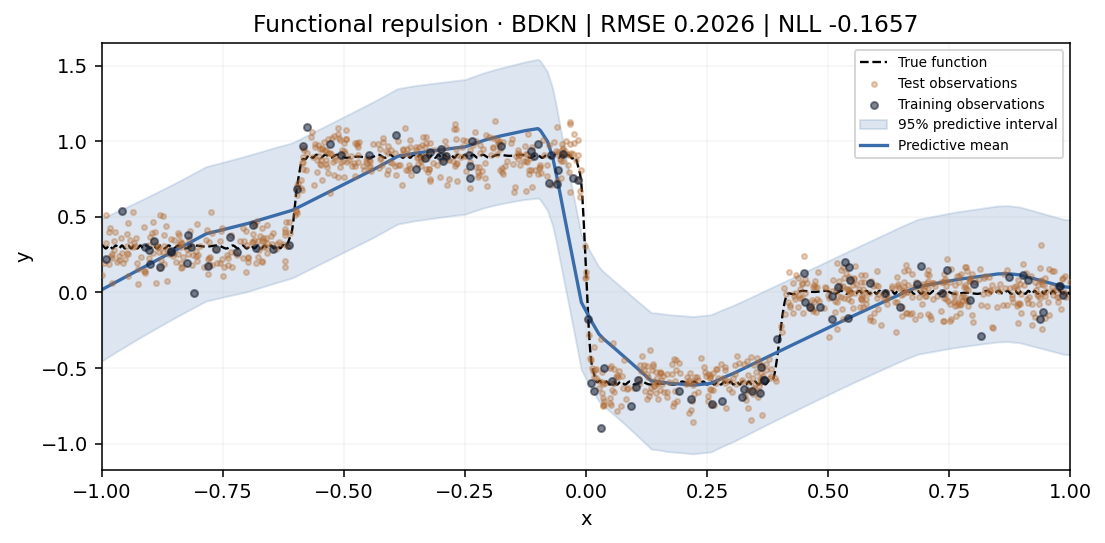 Functional repulsion · BDKN | RMSE 0.2026 | NLL -0.1657
True function
Test observations
Training observations
95% predictive interval
Predictive mean
y
1.5
1.0
0.5
0.0
−0.5
−1.0
−1.00 −0.75 −0.50 −0.25 0.00 0.25 0.50 0.75 1.00
x